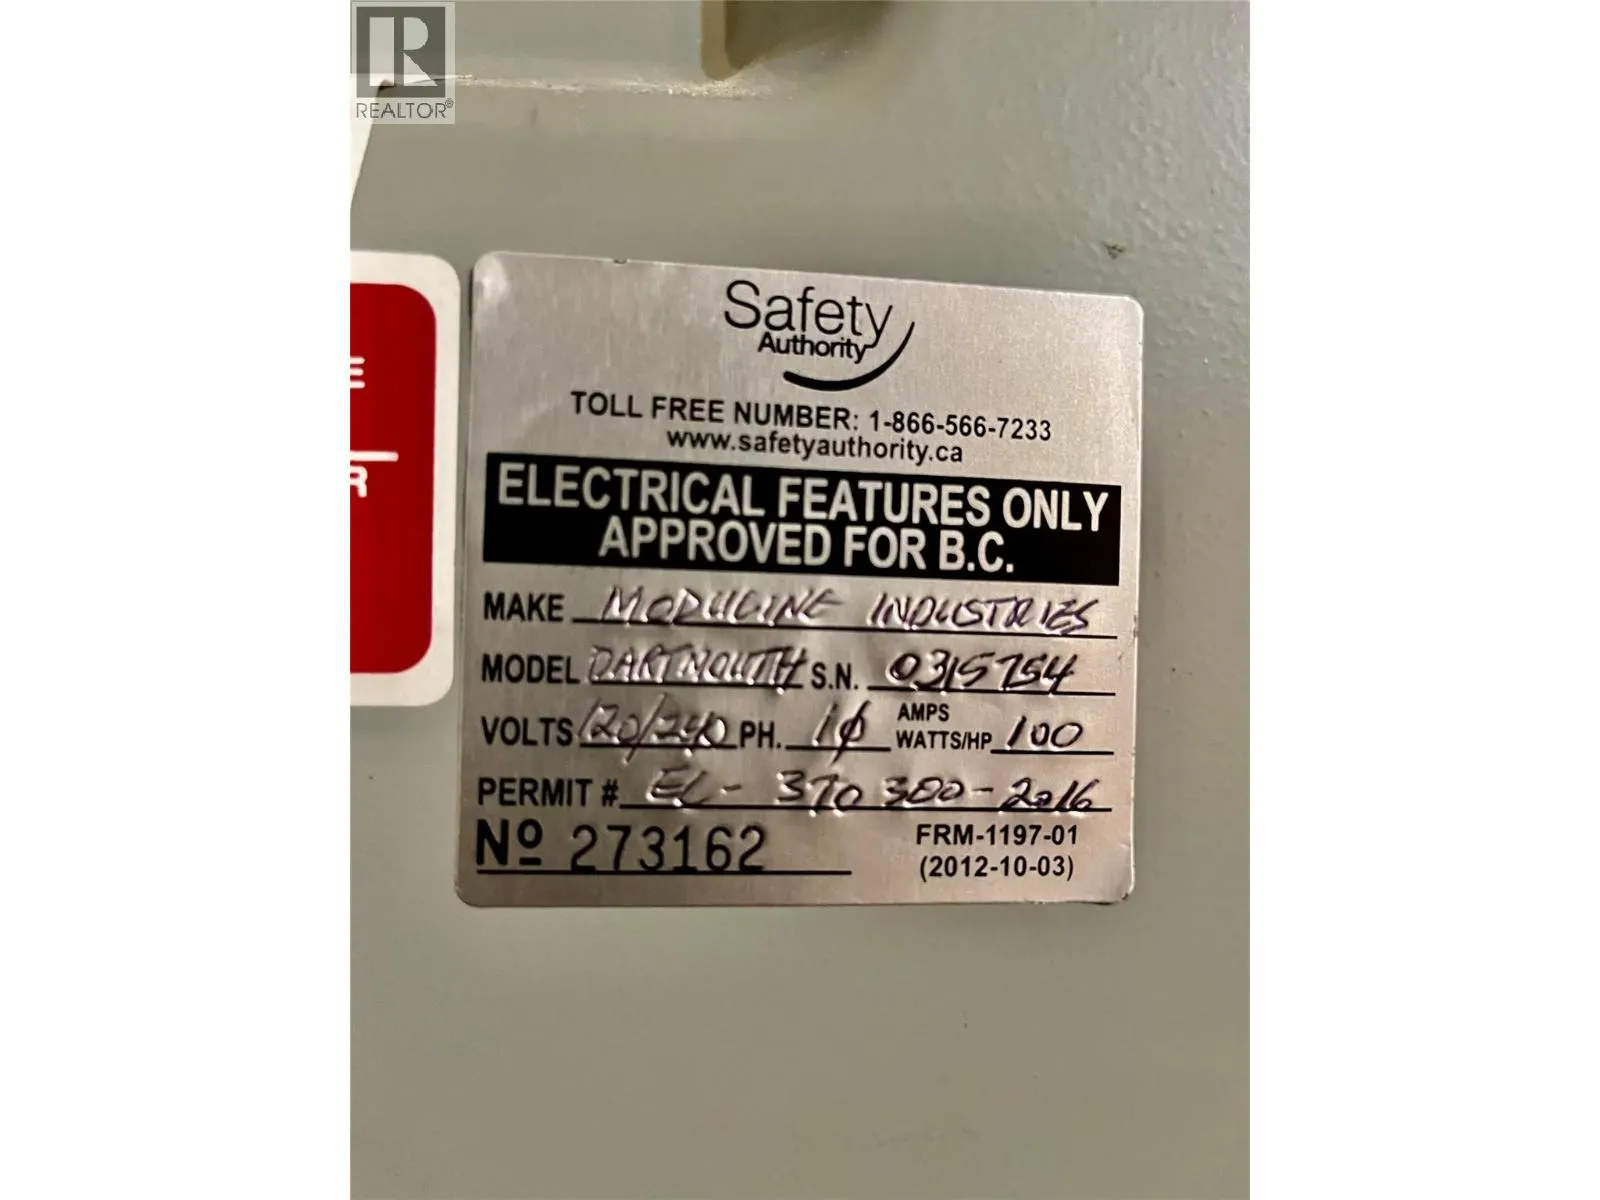 REALTOR®
E
R
Safety
Authority
TOLL FREE NUMBER: 1-866-566-7233
www.safetyauthority.ca
ELECTRICAL FEATURES ONLY
APPROVED FOR B.C.
MAKE MODULINE INDUSTRIES
MODEL DARTMOUTH S.N. 0315754
VOLTS 120/240 PH. 1ϕ AMPS WATTS/HP 100
PERMIT # EL-370300-2016
Nº 273162
FRM-1197-01
(2012-10-03)